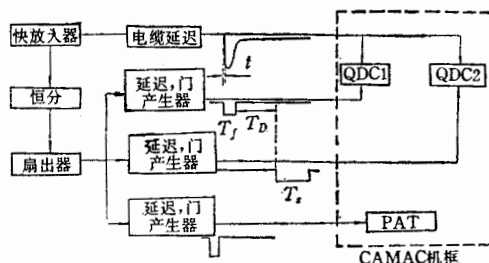 快放入器
电缆延迟
t
QDC1
QDC2
恒分
延迟,门
产生器
T_f
T_D
扇出器
延迟,门
产生器
T_s
延迟,门
产生器
PAT
CAMAC机框